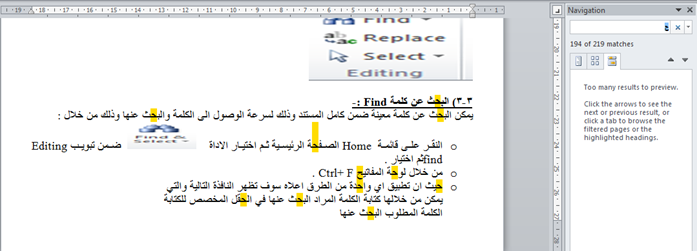 Find
Replace
Select
Editing
٣-٣) البحث عن كلمة Find :-
يمكن البحث عن كلمة معينة ضمن كامل المستند وذلك لسرعة الوصول الى الكلمة والبحث عنها وذلك من خلال :
النقر على قائمة Home الصفحة الرئيسية ثم اختيار الاداة Find & Select ضمن تبويب Editing
ثم اختيار find.
من خلال لوحة المفاتيح Ctrl+ F .
حيث ان تطبيق اي واحدة من الطرق اعلاه سوف تظهر النافذة التالية والتي
يمكن من خلالها كتابة الكلمة المراد البحث عنها في الحقل المخصص للكتابة
الكلمة المطلوب البحث عنها
Navigation
194 of 219 matches
Too many results to preview.
Click the arrows to see the
next or previous result, or
click a tab to browse the
filtered pages or the
highlighted headings.